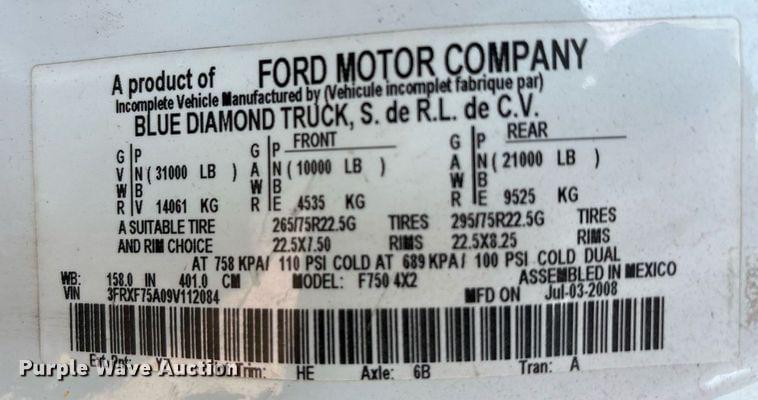 A product of FORD MOTOR COMPANY
Incomplete Vehicle Manufactured by (Vehicule incomplet fabrique par)
BLUE DIAMOND TRUCK, S. de R.L. de C.V.
FRONT REAR
G P G P G P
V N ( 31000 LB ) A N ( 10000 LB ) A N ( 21000 LB )
W B W B W B
R V 14061 KG R E 4535 KG R E 9525 KG
A SUITABLE TIRE 265/75R22.5G TIRES 295/75R22.5G TIRES
AND RIM CHOICE 22.5X7.50 RIMS 22.5X8.25 RIMS
AT 758 KPA/ 110 PSI COLD AT 689 KPA/ 100 PSI COLD DUAL
WB: 158.0 IN 401.0 CM MODEL: F750 4X2 ASSEMBLED IN MEXICO
VIN 3FRXF75A09V112084 MFD ON Jul-03-2008
Ext Pnt: Trim: HE Axle: 6B Tran: A
Purple Wave Auction